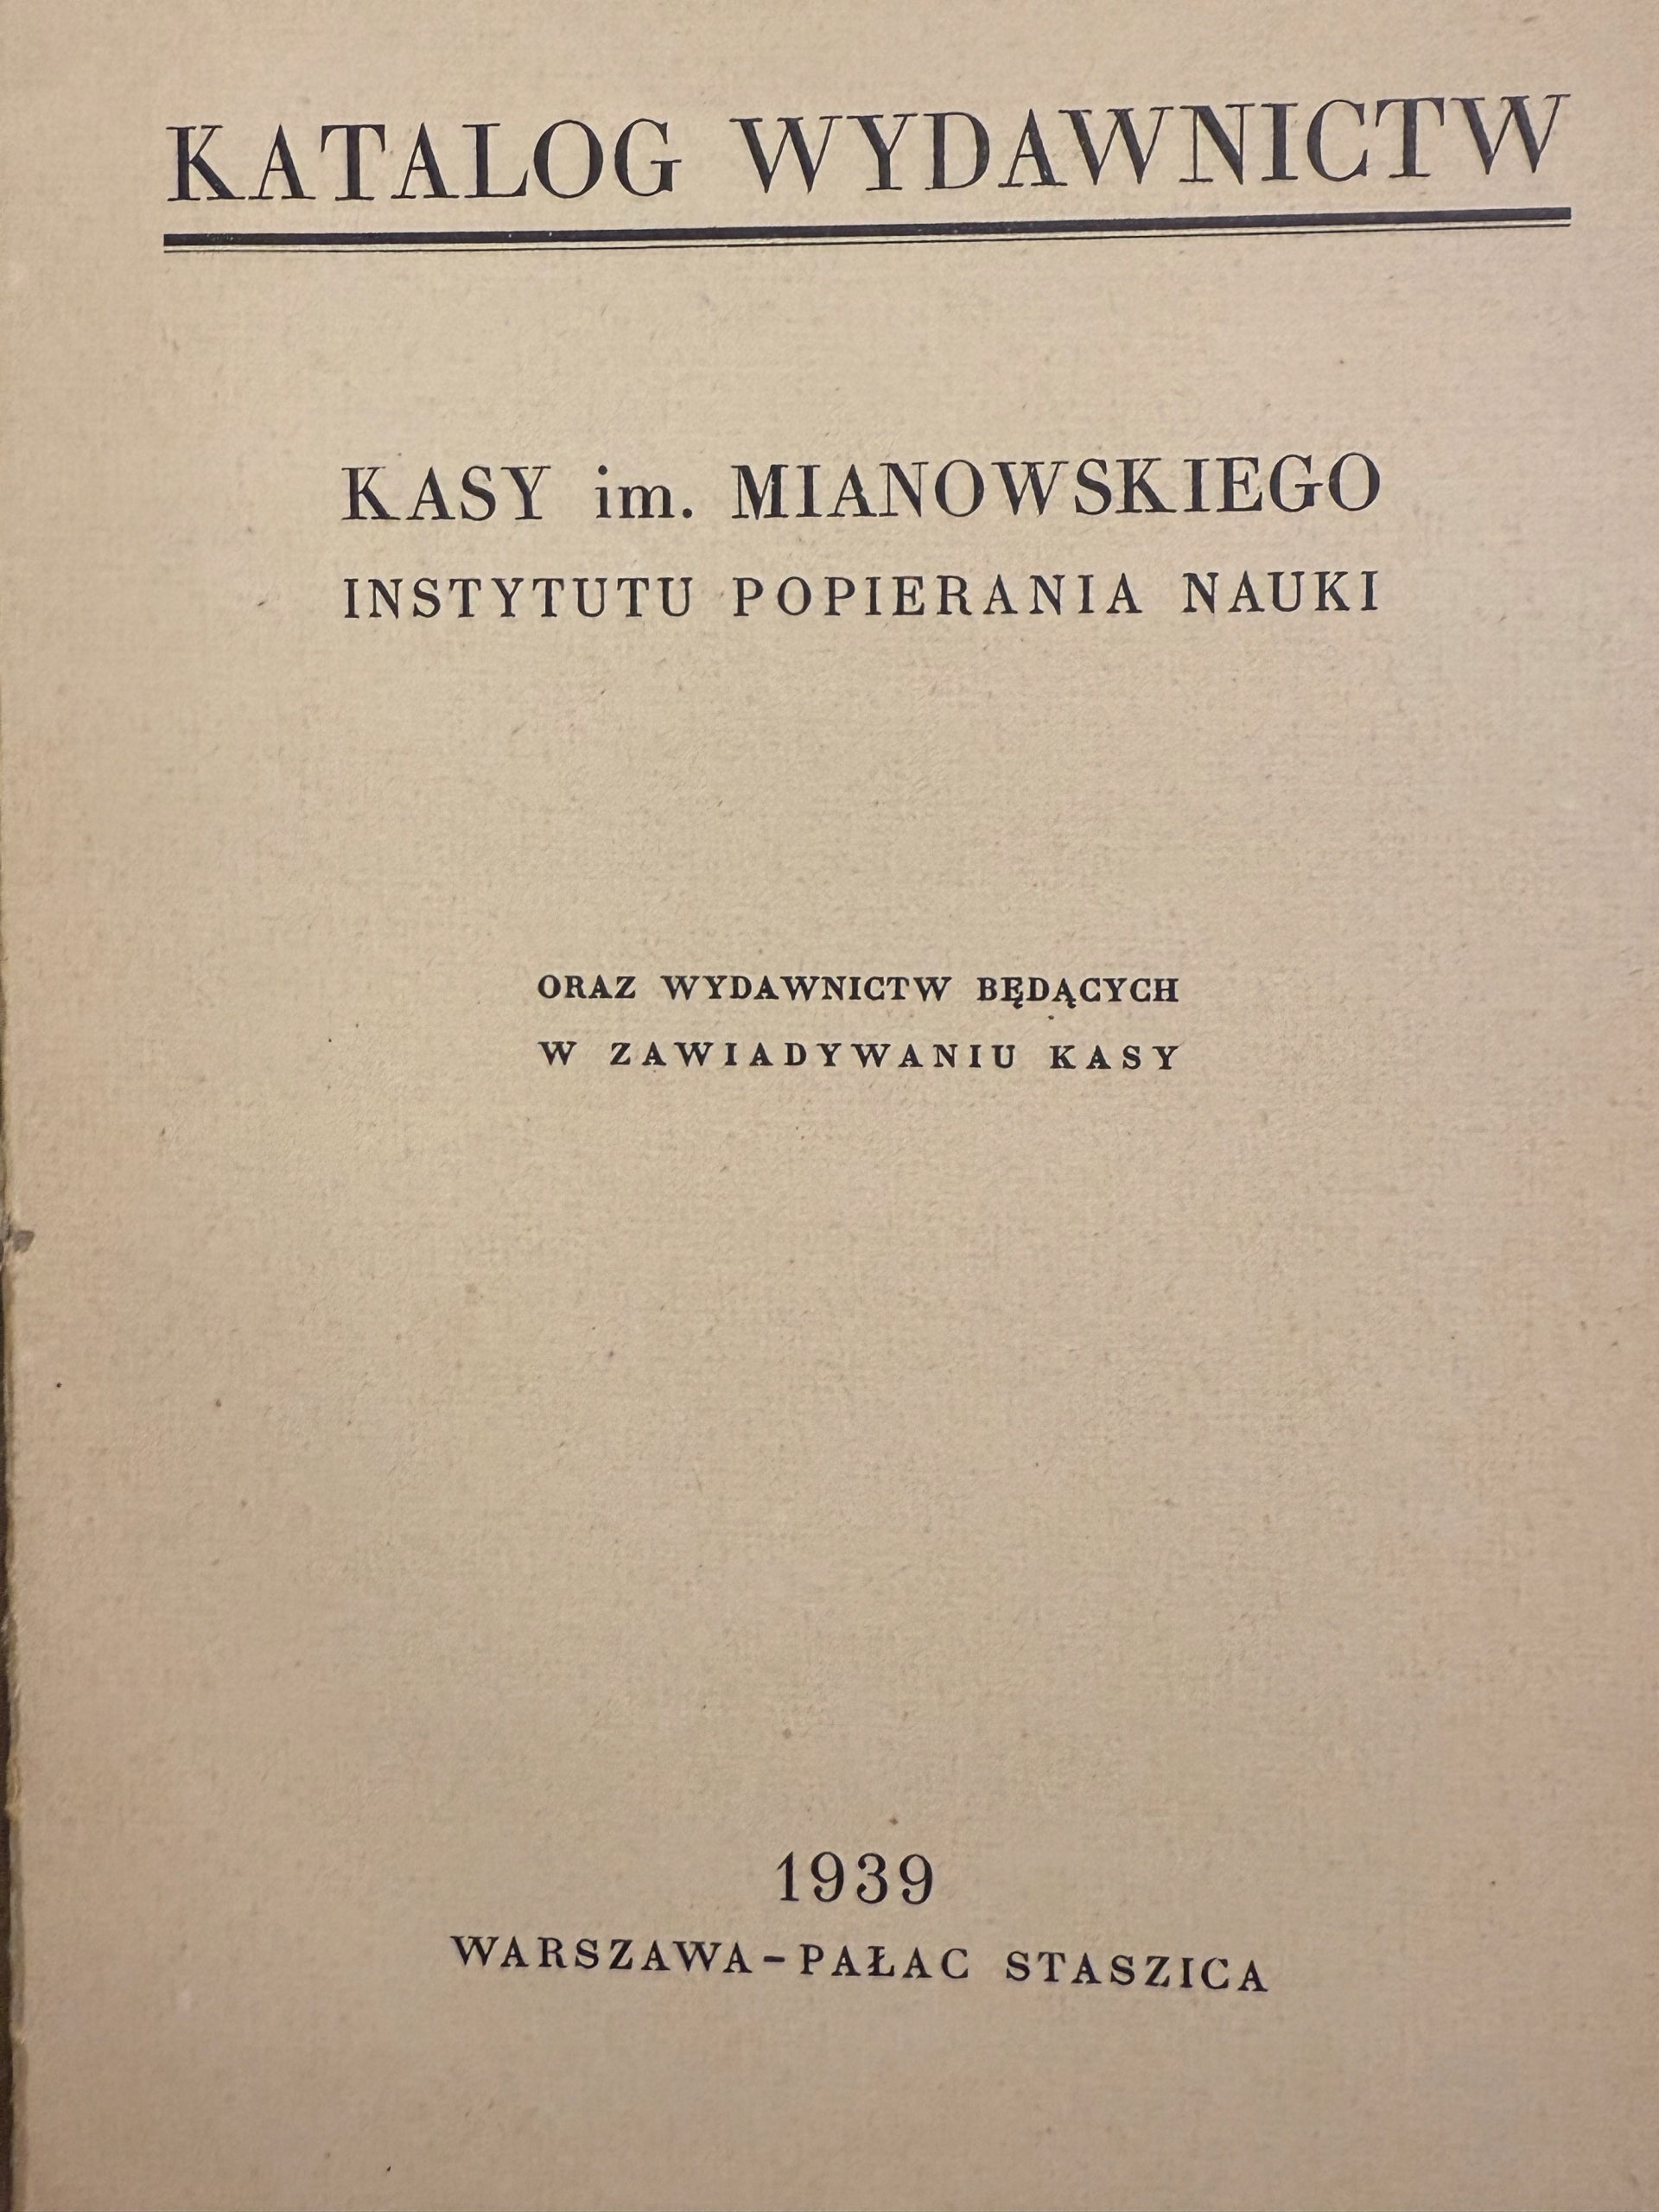 KATALOG WYDAWNICTW
KASY im. MIANOWSKIEGO
INSTYTUTU POPIERANIA NAUKI
ORAZ WYDAWNICTW BĘDĄCYCH
W ZAWIADYWANIU KASY
1939
WARSZAWA-PAŁAC STASZICA